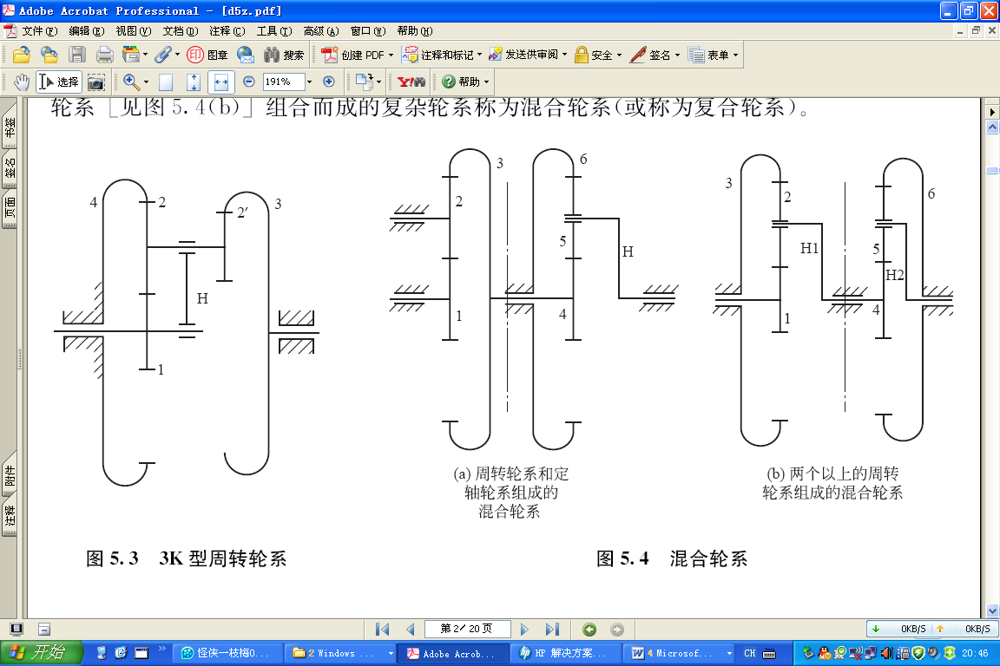 Adobe Acrobat Professional - [d5z.pdf]
文件(F) 编辑(E) 视图(V) 文档(D) 注释(C) 工具(T) 高级(A) 窗口(W) 帮助(H)
图章 搜索 创建 PDF 注释和标记 发送供审阅 安全 签名 表单
选择 191% Y! 帮助
书签
签名
页面
附件
注释
轮系[见图5.4(b)]组合而成的复杂轮系称为混合轮系(或称为复合轮系)。
4 2 2′ 3
H
1
3 6
2
5 H
1 4
3 2 6
H1 5
H2
1 4
(a) 周转轮系和定
轴轮系组成的
混合轮系
(b) 两个以上的周转
轮系组成的混合轮系
图 5.3 3K 型周转轮系
图 5.4 混合轮系
第 2/ 20 页
0KB/S 0KB/S
开始 怪侠一枝梅0... 2 Windows ... Adobe Acrob... HP 解决方案... 4 Microsof... CH 20:46